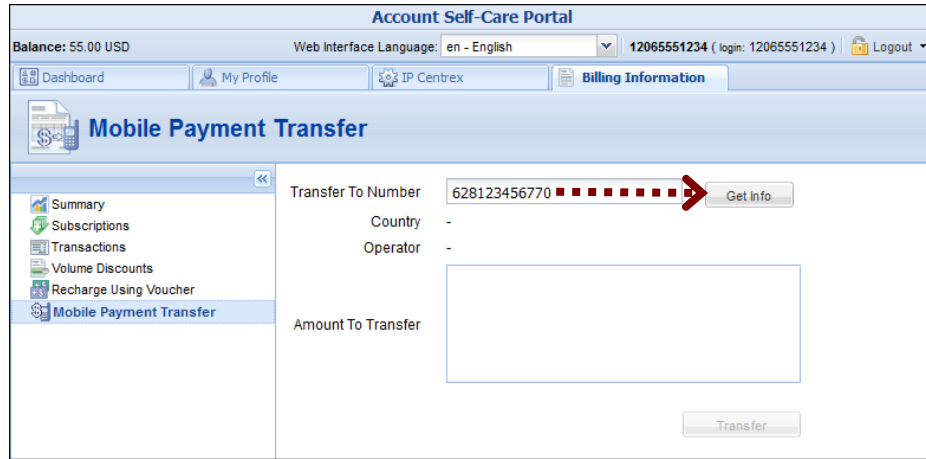 Account Self-Care Portal
Balance: 55.00 USD Web Interface Language: en - English 12065551234 ( login: 12065551234 ) Logout
Dashboard My Profile IP Centrex Billing Information
Mobile Payment Transfer
Summary
Subscriptions
Transactions
Volume Discounts
Recharge Using Voucher
Mobile Payment Transfer
Transfer To Number 628123456770 Get Info
Country -
Operator -
Amount To Transfer
Transfer